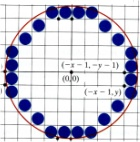 (−x − 1, −y − 1)
(0,0)
(−x − 1, y)